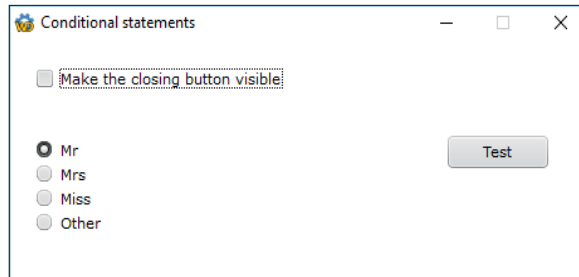 Conditional statements
Make the closing button visible
Mr
Test
Mrs
Miss
Other